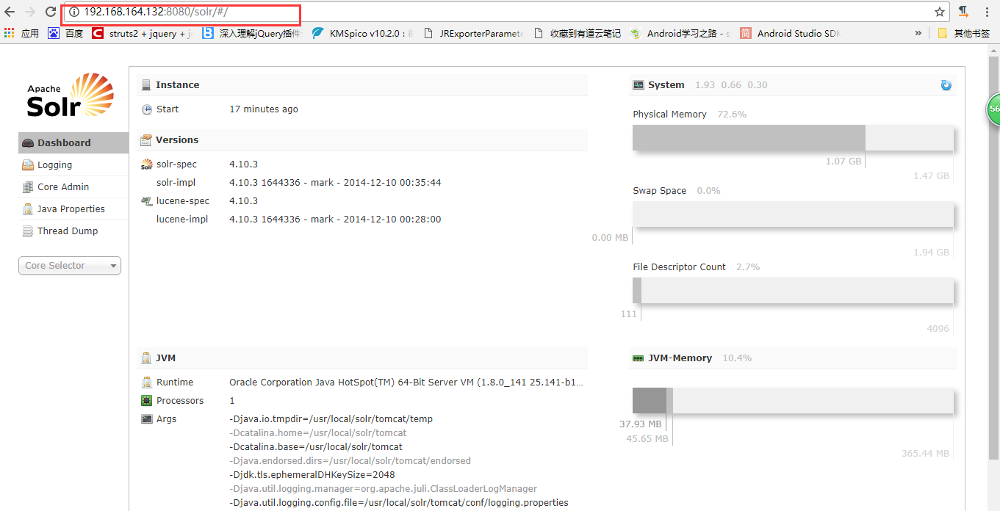 192.168.164.132:8080/solr/#/
应用 百度 struts2 + jquery + j 深入理解jQuery插件 KMSpico v10.2.0 : JRExporterParamete 收藏到有道云笔记 Android学习之路 - s Android Studio SDK » 其他书签
Apache
Solr
Dashboard
Logging
Core Admin
Java Properties
Thread Dump
Core Selector
Instance
Start 17 minutes ago
Versions
solr-spec 4.10.3
solr-impl 4.10.3 1644336 - mark - 2014-12-10 00:35:44
lucene-spec 4.10.3
lucene-impl 4.10.3 1644336 - mark - 2014-12-10 00:28:00
System 1.93 0.66 0.30
Physical Memory 72.6%
1.07 GB
1.47 GB
Swap Space 0.0%
0.00 MB
1.94 GB
File Descriptor Count 2.7%
111
4096
56
JVM
Runtime Oracle Corporation Java HotSpot(TM) 64-Bit Server VM (1.8.0_141 25.141-b1...
Processors 1
Args -Djava.io.tmpdir=/usr/local/solr/tomcat/temp
-Dcatalina.home=/usr/local/solr/tomcat
-Dcatalina.base=/usr/local/solr/tomcat
-Djava.endorsed.dirs=/usr/local/solr/tomcat/endorsed
-Djdk.tls.ephemeralDHKeySize=2048
-Djava.util.logging.manager=org.apache.juli.ClassLoaderLogManager
-Djava.util.logging.config.file=/usr/local/solr/tomcat/conf/logging.properties
JVM-Memory 10.4%
37.93 MB
45.65 MB
365.44 MB